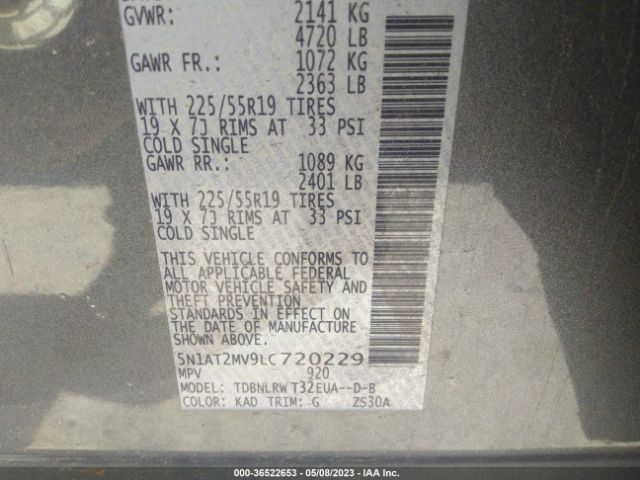 GVWR: 2141 KG
4720 LB
GAWR FR.: 1072 KG
2363 LB
WITH 225/55R19 TIRES
19 X 7J RIMS AT 33 PSI
COLD SINGLE
GAWR RR.: 1089 KG
2401 LB
WITH 225/55R19 TIRES
19 X 7J RIMS AT 33 PSI
COLD SINGLE
THIS VEHICLE CONFORMS TO
ALL APPLICABLE FEDERAL
MOTOR VEHICLE SAFETY AND
THEFT PREVENTION
STANDARDS IN EFFECT ON
THE DATE OF MANUFACTURE
SHOWN ABOVE.
5N1AT2MV9LC720229
MPV 920
MODEL: TDBNLRW T32EUA--D-B
COLOR: KAD TRIM: G ZS30A
000-36522653 - 05/08/2023 - IAA Inc.